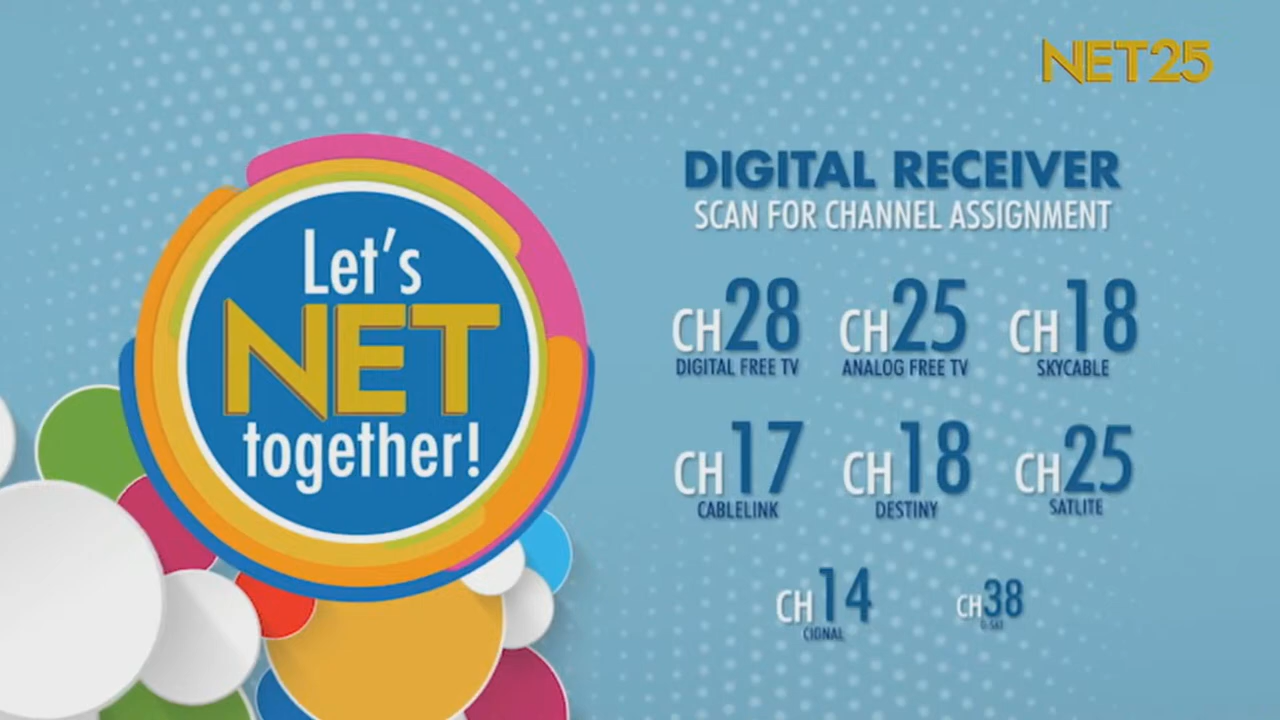 NET25
Let's
NET
together!
DIGITAL RECEIVER
SCAN FOR CHANNEL ASSIGNMENT
CH28 CH25 CH18
DIGITAL FREE TV ANALOG FREE TV SKYCABLE
CH17 CH18 CH25
CABLELINK DESTINY SATLITE
CH14 CH38
CIGNAL G-SAT